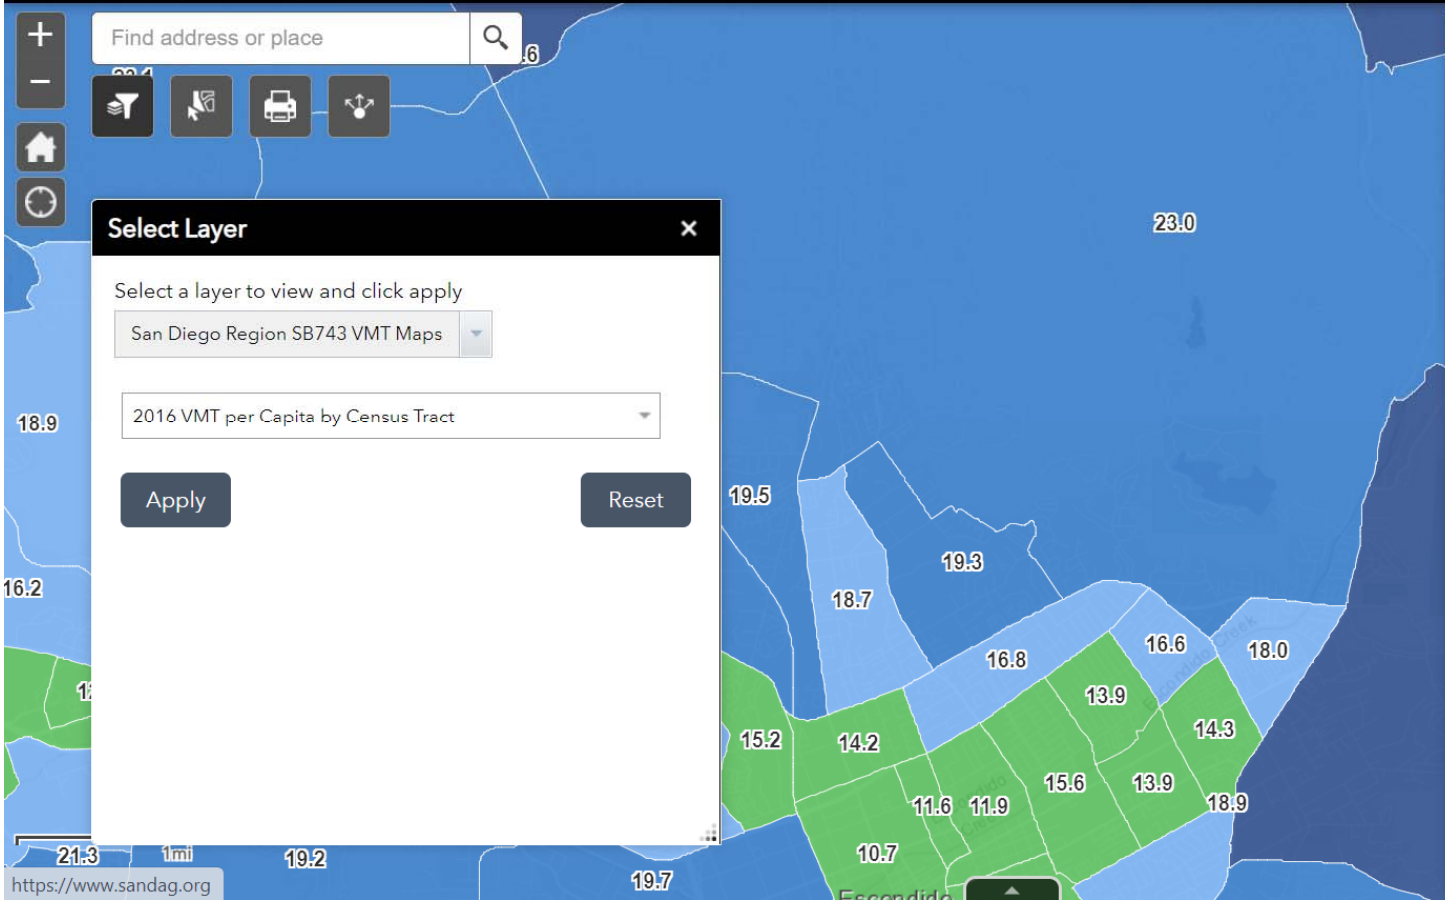 +
Find address or place
.6
−
23.0
Select Layer
×
Select a layer to view and click apply
San Diego Region SB743 VMT Maps
2016 VMT per Capita by Census Tract
18.9
Apply
Reset
19.5
19.3
16.2
18.7
16.6
18.0
16.8
Escondido Creek
13.9
14.3
15.2
14.2
15.6
13.9
11.6
11.9
18.9
21.3
1mi
19.2
10.7
19.7
https://www.sandag.org
Escondido